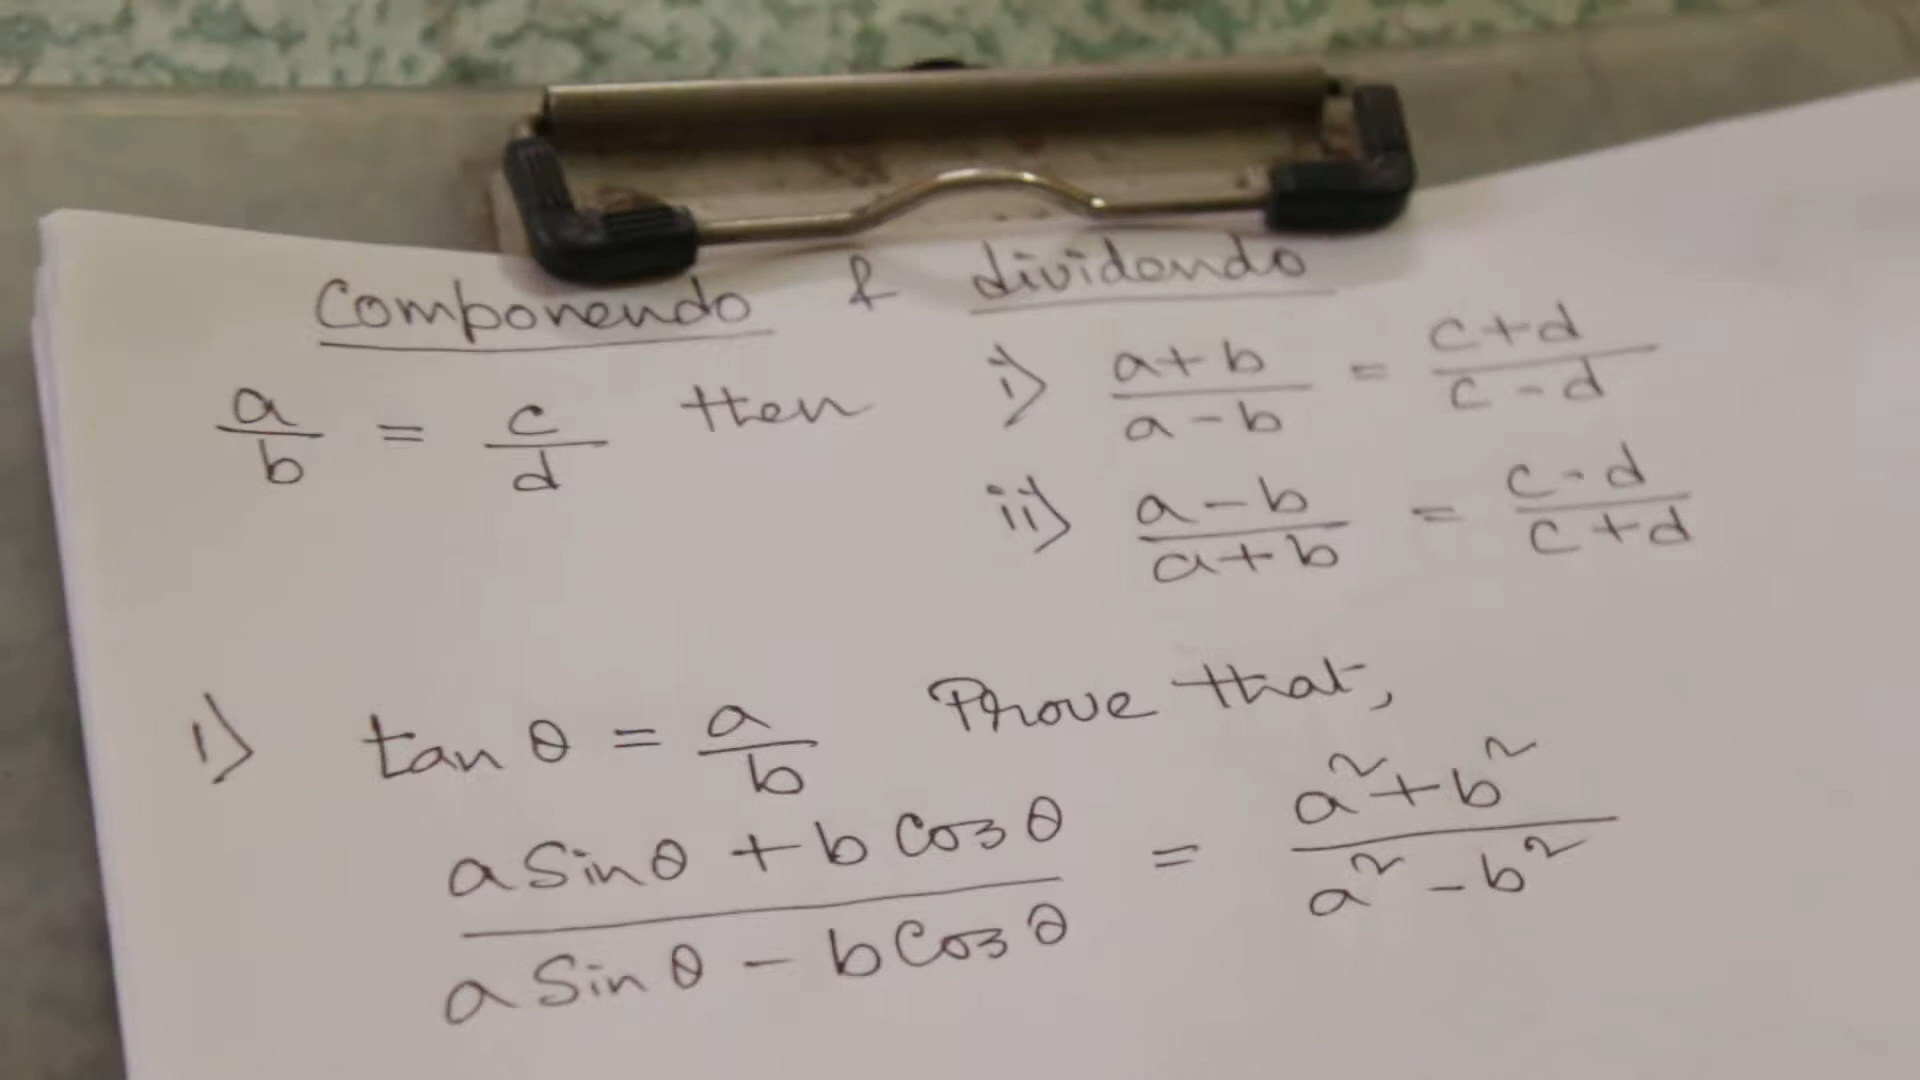 Componendo & dividendo
a/b = c/d then i) a+b/a-b = c+d/c-d
ii) a-b/a+b = c-d/c+d
1) tan θ = a/b Prove that,
a Sin θ + b Cos θ / a Sin θ - b Cos θ = a²+b² / a²-b²